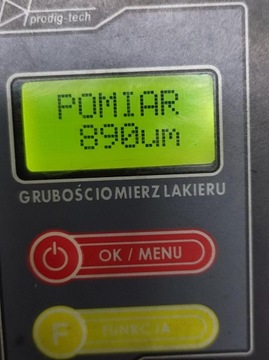 prodig-tech
POMIAR
890um
GRUBOŚCIOMIERZ LAKIERU
OK / MENU
F FUNKCJA